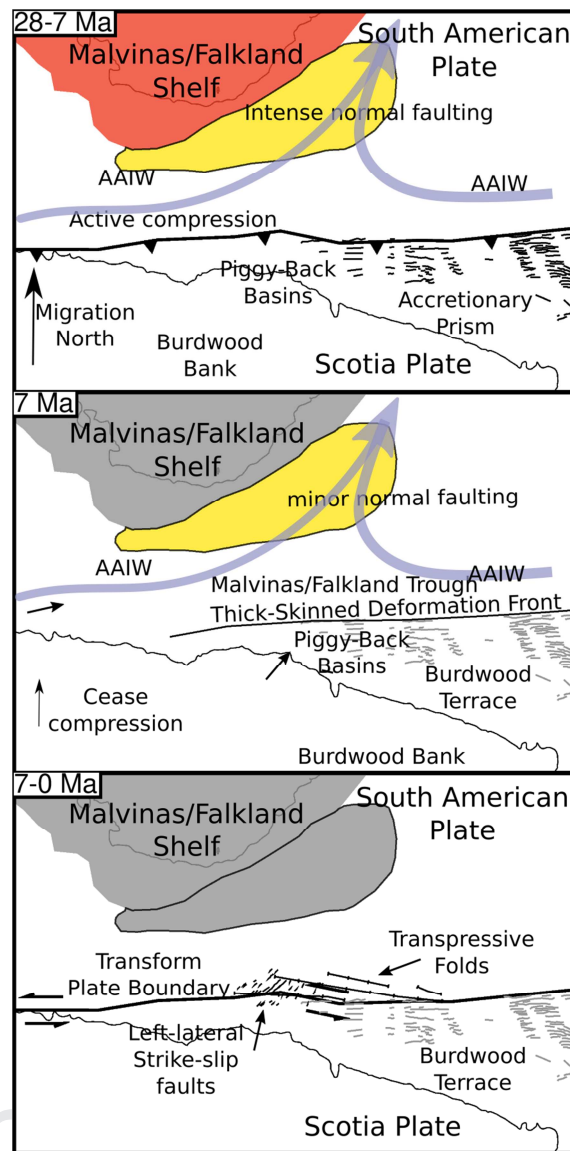 28-7 Ma
South American
Plate
Malvinas/Falkland
Shelf
Intense normal faulting
AAIW
AAIW
Active compression
Piggy-Back
Basins
Accretionary
Prism
Migration
North
Burdwood
Bank
Scotia Plate
7 Ma
Malvinas/Falkland
Shelf
minor normal faulting
AAIW
AAIW
Malvinas/Falkland Trough
Thick-Skinned Deformation Front
Piggy-Back
Basins
Burdwood
Terrace
Cease
compression
Burdwood Bank
7-0 Ma
South American
Plate
Malvinas/Falkland
Shelf
Transpressive
Folds
Transform
Plate Boundary
Left-lateral
Strike-slip
faults
Burdwood
Terrace
Scotia Plate